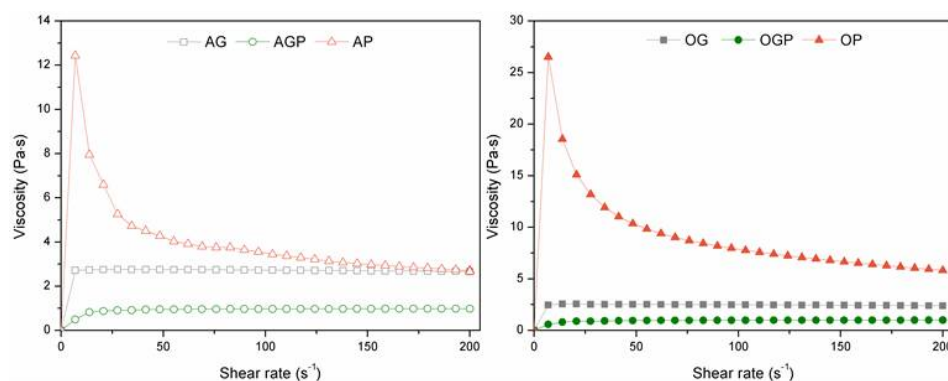 AG AGP AP
Viscosity (Pa·s)
14
12
10
8
6
4
2
0
0 50 100 150 200
Shear rate (s⁻¹)
OG OGP OP
Viscosity (Pa·s)
30
25
20
15
10
5
0
0 50 100 150 200
Shear rate (s⁻¹)